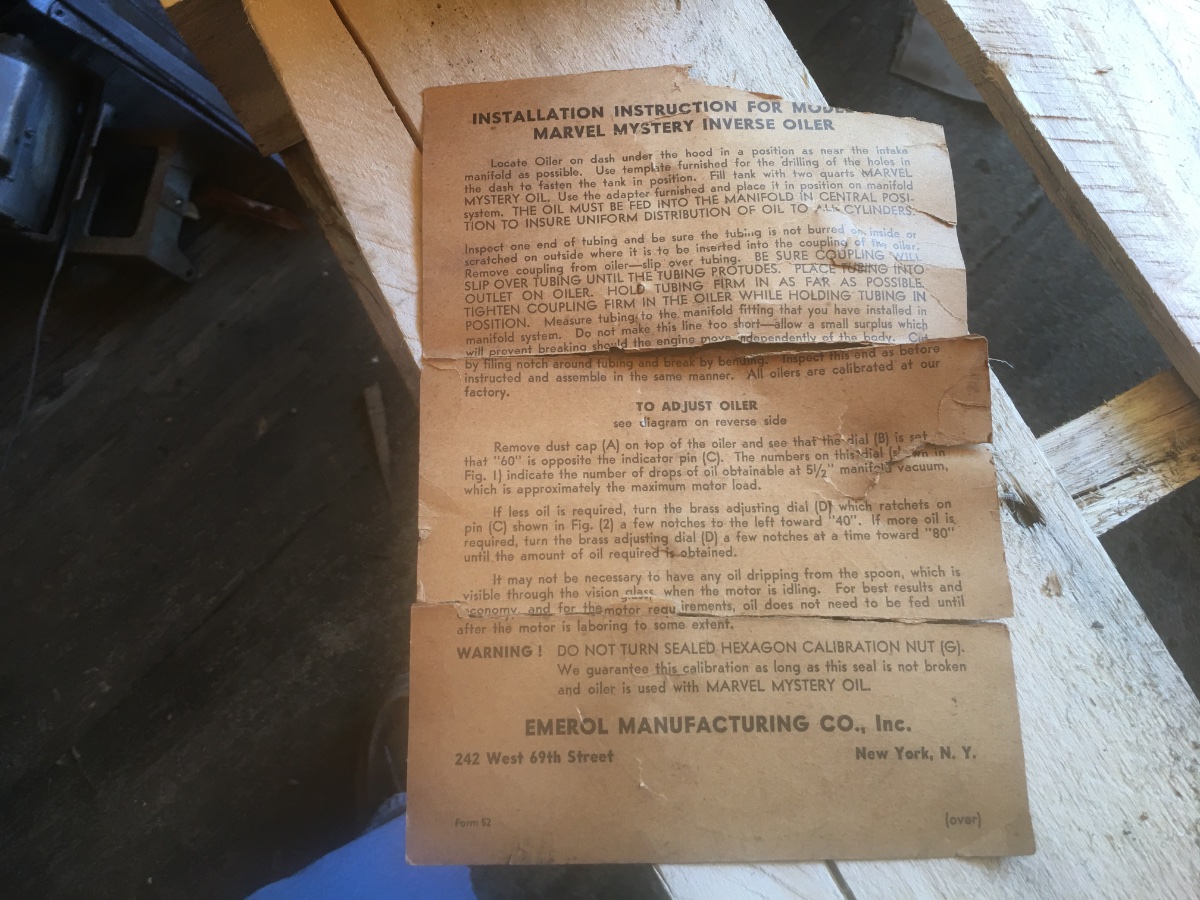 INSTALLATION INSTRUCTION FOR
MARVEL MYSTERY INVERSE OILER
Locate Oiler on dash under the hood in a position as near the intake
manifold as possible. Use template furnished for the drilling of the holes in
the dash to fasten the tank in position. Fill tank with two quarts MARVEL
MYSTERY OIL. Use the adapter furnished and place it in position on manifold
system. THE OIL MUST BE FED INTO THE MANIFOLD IN CENTRAL POSI-
TION TO INSURE UNIFORM DISTRIBUTION OF OIL TO ALL CYLINDERS.
Inspect one end of tubing and be sure the tubing is not burred on inside or
scratched on outside where it is to be inserted into the coupling of the oiler.
Remove coupling from oiler—slip over tubing. BE SURE COUPLING WILL
SLIP OVER TUBING UNTIL THE TUBING PROTUDES. PLACE TUBING INTO
OUTLET ON OILER. HOLD TUBING FIRM IN AS FAR AS POSSIBLE.
TIGHTEN COUPLING FIRM IN THE OILER WHILE HOLDING TUBING IN
POSITION. Measure tubing to the manifold fitting that you have installed in
manifold system. Do not make this line too short—allow a small surplus which
will prevent breaking should the engine move independently of the body. Cut
by filing notch around tubing and break by bending. Inspect this end as before
instructed and assemble in the same manner. All oilers are calibrated at our
factory.
TO ADJUST OILER
see diagram on reverse side
Remove dust cap (A) on top of the oiler and see that the dial (B) is set
that "60" is opposite the indicator pin (C). The numbers on this dial (shown in
Fig. 1) indicate the number of drops of oil obtainable at 5½" manifold vacuum,
which is approximately the maximum motor load.
If less oil is required, turn the brass adjusting dial (D) which ratchets on
pin (C) shown in Fig. (2) a few notches to the left toward "40". If more oil is
required, turn the brass adjusting dial (D) a few notches at a time toward "80"
until the amount of oil required is obtained.
It may not be necessary to have any oil dripping from the spoon, which is
visible through the vision glass, when the motor is idling. For best results and
economy, and for the motor requirements, oil does not need to be fed until
after the motor is laboring to some extent.
WARNING! DO NOT TURN SEALED HEXAGON CALIBRATION NUT (G).
We guarantee this calibration as long as this seal is not broken
and oiler is used with MARVEL MYSTERY OIL.
EMEROL MANUFACTURING CO., Inc.
242 West 69th Street New York, N. Y.
Form 52 (over)